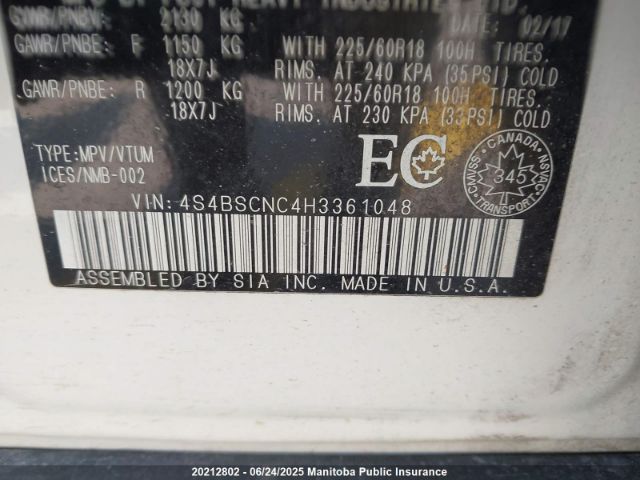 HEAVY INDUSTRIES LTD.
GVWR/PNBV: 2130 KG DATE: 02/17
GAWR/PNBE: F 1150 KG WITH 225/60R18 100H TIRES.
18X7J RIMS. AT 240 KPA (35PSI) COLD
GAWR/PNBE: R 1200 KG WITH 225/60R18 100H TIRES.
18X7J RIMS. AT 230 KPA (33PSI) COLD
TYPE:MPV/VTUM
ICES/NMB-002
EC
CANADA
CMVSS NSVAC
345
VIN: 4S4BSCNC4H3361048
ASSEMBLED BY SIA INC. MADE IN U.S.A.
20212802 - 06/24/2025 Manitoba Public Insurance